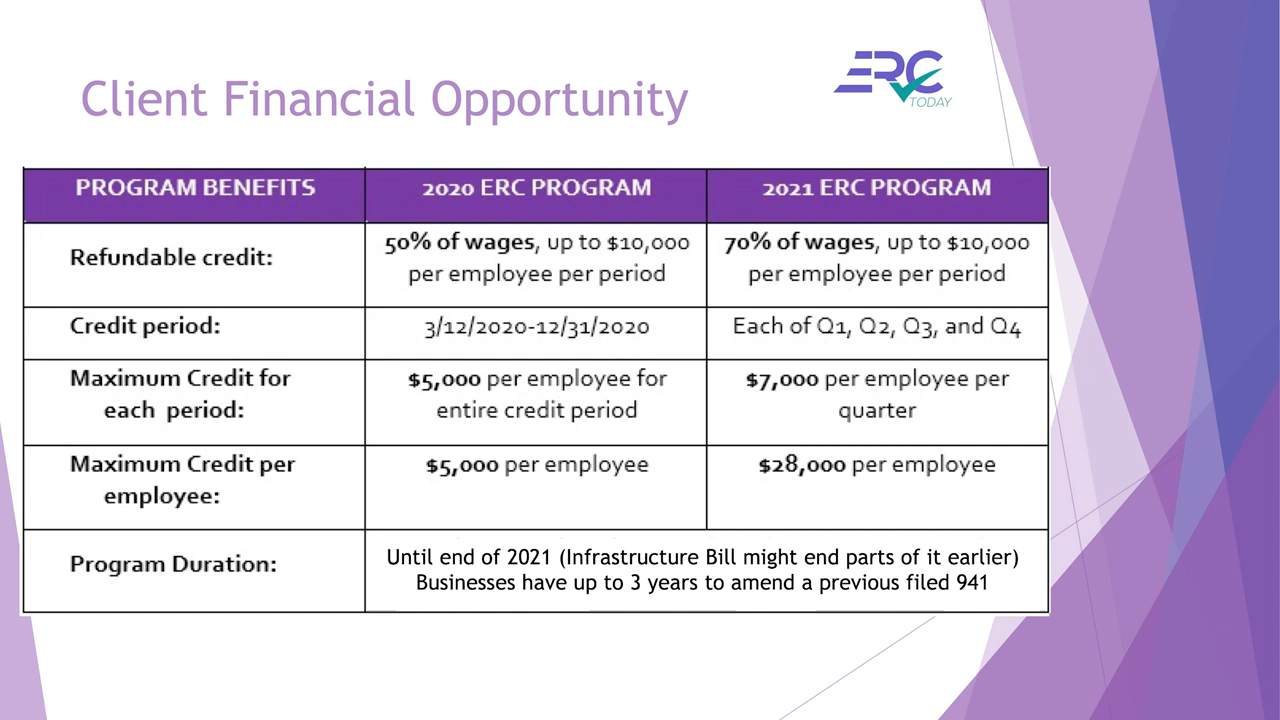 Client Financial Opportunity
ERC
TODAY
PROGRAM BENEFITS
2020 ERC PROGRAM
2021 ERC PROGRAM
Refundable credit:
50% of wages, up to $10,000
per employee per period
70% of wages, up to $10,000
per employee per period
Credit period:
3/12/2020-12/31/2020
Each of Q1, Q2, Q3, and Q4
Maximum Credit for
each period:
$5,000 per employee for
entire credit period
$7,000 per employee per
quarter
Maximum Credit per
employee:
$5,000 per employee
$28,000 per employee
Program Duration:
Until end of 2021 (Infrastructure Bill might end parts of it earlier)
Businesses have up to 3 years to amend a previous filed 941